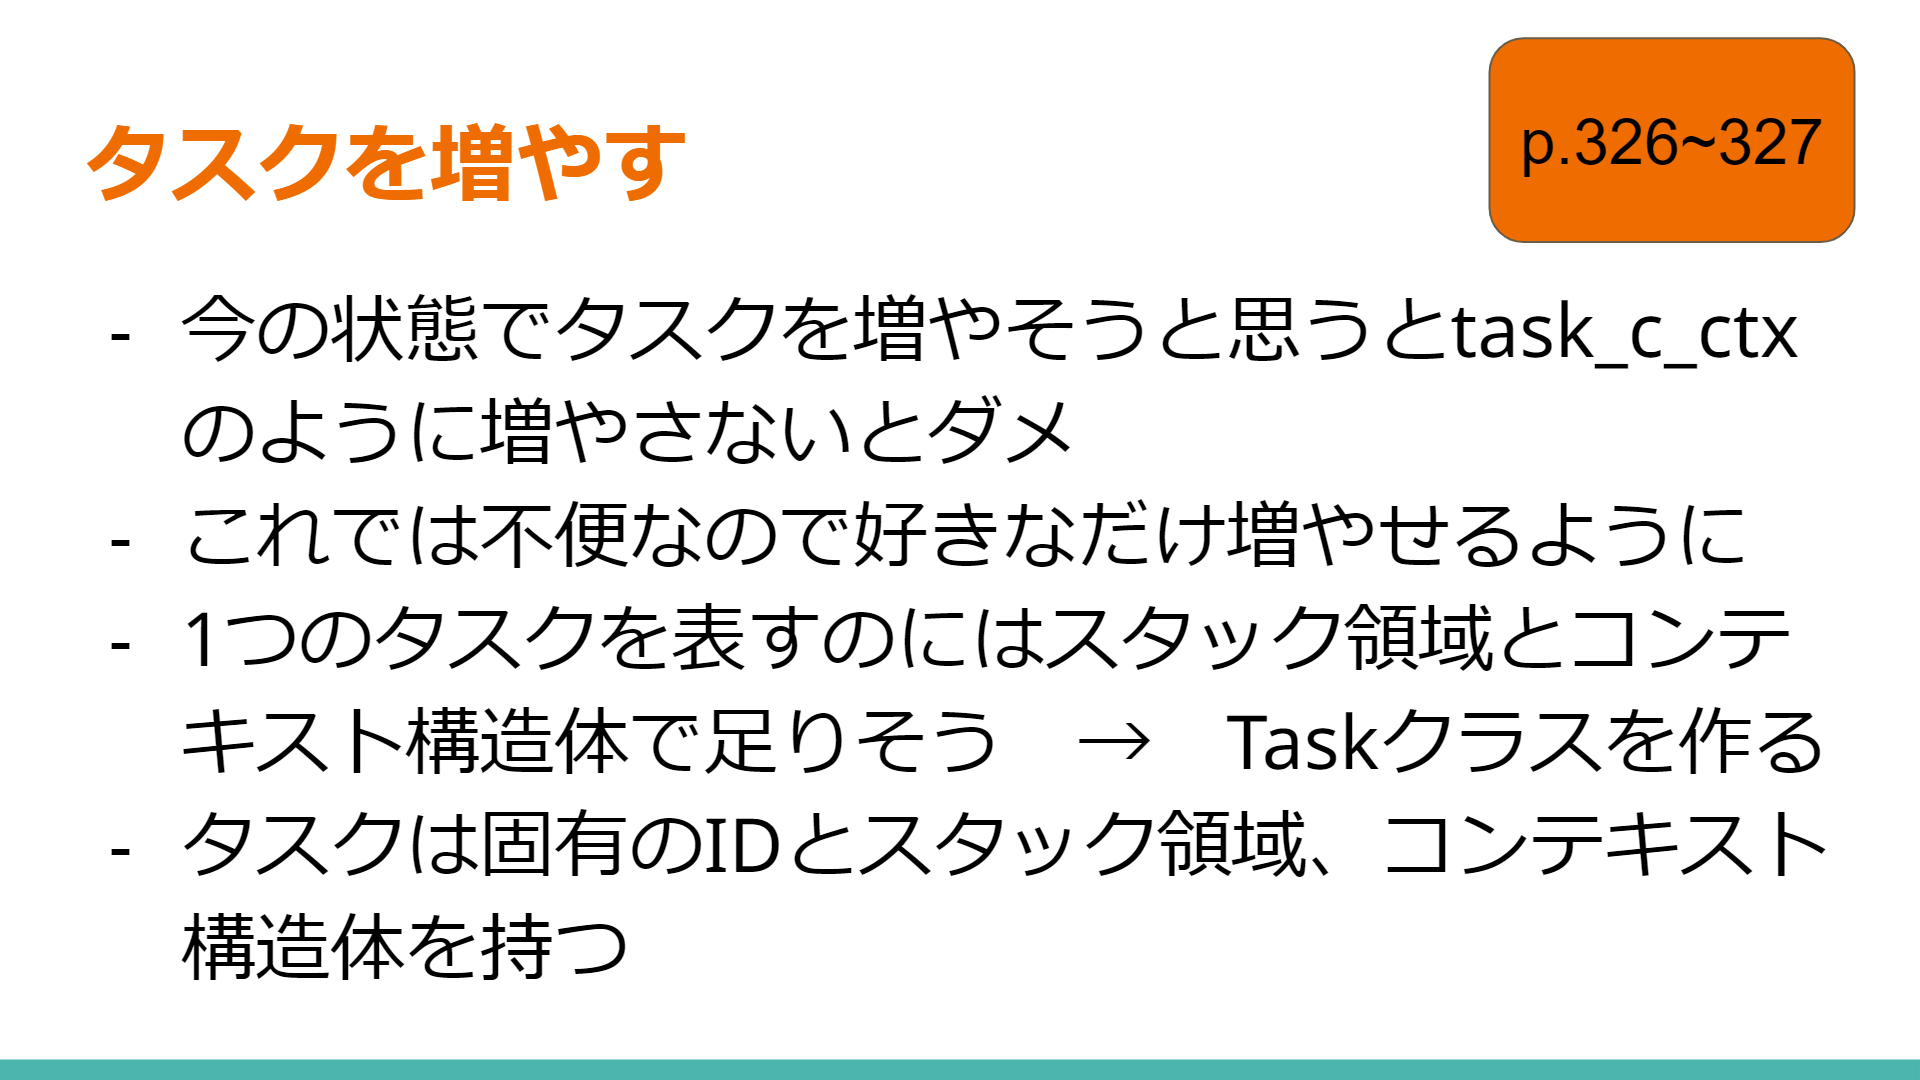 タスクを増やす
p.326~327
- 今の状態でタスクを増やそうと思うとtask_c_ctx
のように増やさないとダメ
- これでは不便なので好きなだけ増やせるように
- 1つのタスクを表すのにはスタック領域とコンテ
キスト構造体で足りそう　→　Taskクラスを作る
- タスクは固有のIDとスタック領域、コンテキスト
構造体を持つ